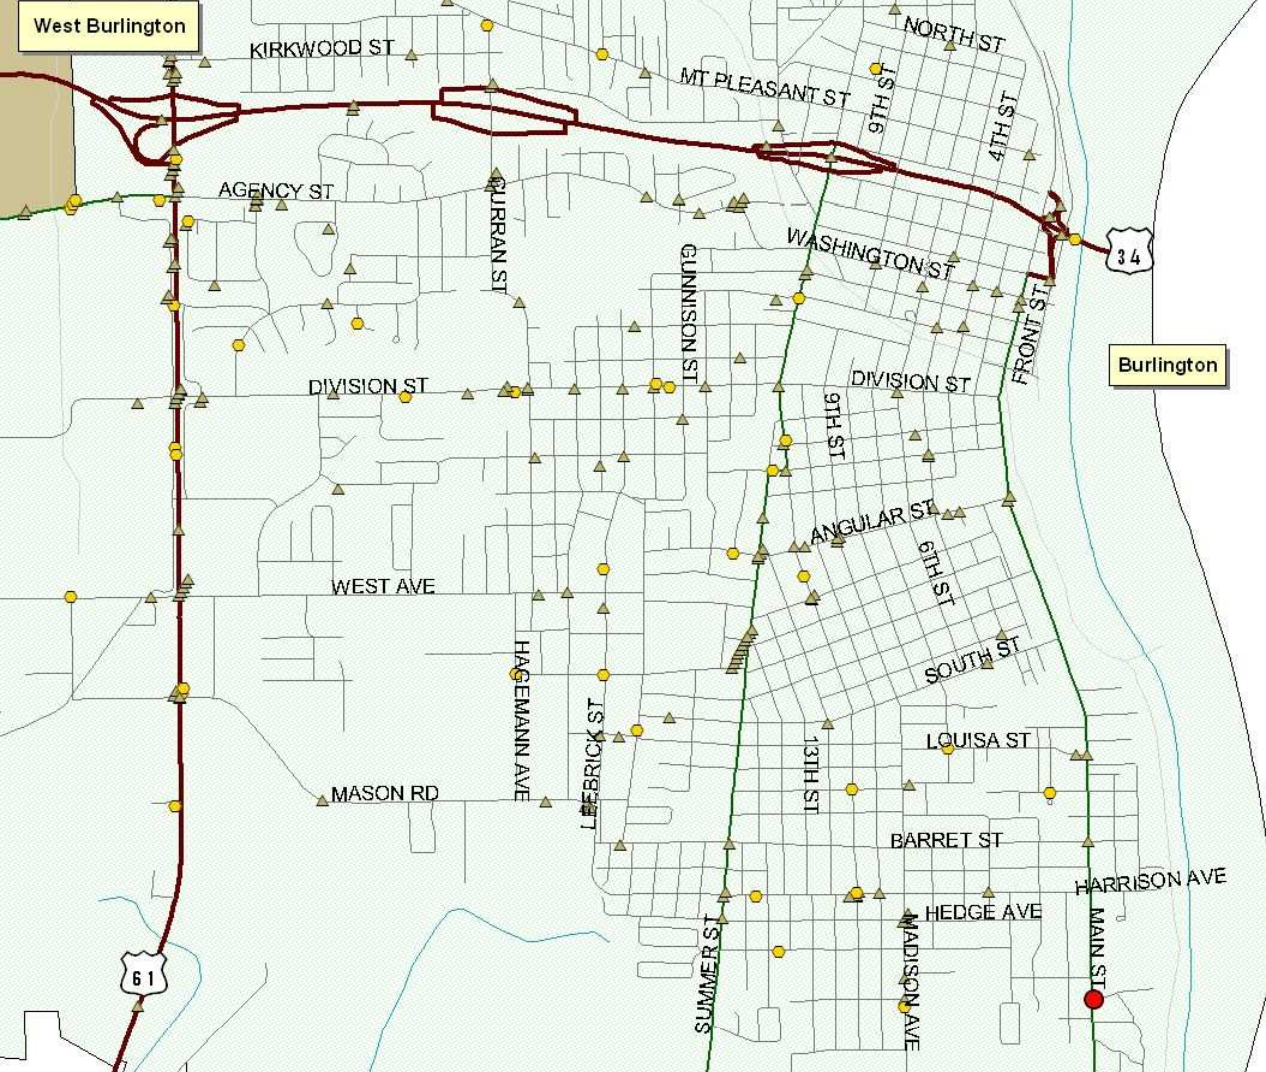 West Burlington
KIRKWOOD ST
NORTH ST
MT PLEASANT ST
9TH ST
4TH ST
AGENCY ST
CURRAN ST
GUNNISON ST
WASHINGTON ST
34
FRONT ST
Burlington
DIVISION ST
DIVISION ST
9TH ST
ANGULAR ST
6TH ST
WEST AVE
HAGEMANN AVE
SOUTH ST
LEEBRICK ST
13TH ST
LOUISA ST
MASON RD
BARRET ST
HARRISON AVE
HEDGE AVE
SUMMER ST
MADISON AVE
MAIN ST
61